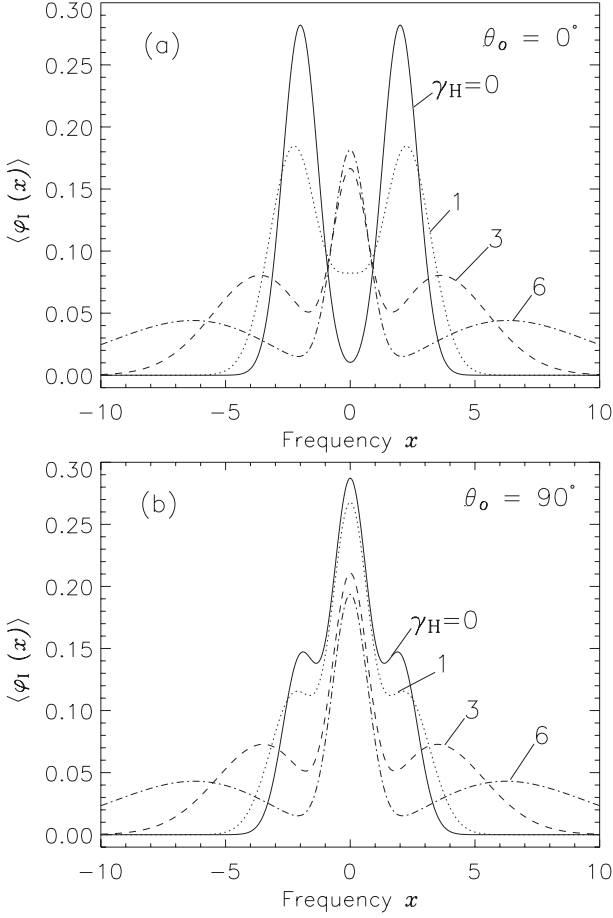 0.30
(a)
θo = 0°
0.25
γH=0
0.20
⟨φI (x)⟩
0.15
1
3
0.10
6
0.05
0.00
−10 −5 0 5 10
Frequency x
0.30
(b)
θo = 90°
0.25
0.20
γH=0
⟨φI (x)⟩
0.15
1
3
0.10
6
0.05
0.00
−10 −5 0 5 10
Frequency x